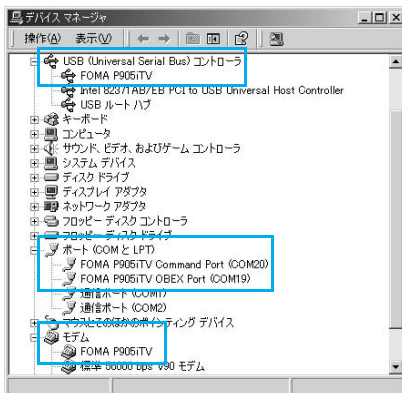 デバイス マネージャ
操作(A) 表示(V)
USB (Universal Serial Bus) コントローラ
FOMA P905iTV
Intel 82371AB/EB PCI to USB Universal Host Controller
USB ルート ハブ
キーボード
コンピュータ
サウンド、ビデオ、およびゲーム コントローラ
システム デバイス
ディスク ドライブ
ディスプレイ アダプタ
ネットワーク アダプタ
フロッピー ディスク コントローラ
フロッピー ディスク ドライブ
ポート (COM と LPT)
FOMA P905iTV Command Port (COM20)
FOMA P905iTV OBEX Port (COM19)
通信ポート (COM1)
通信ポート (COM2)
マウスとそのほかのポインティング デバイス
モデム
FOMA P905iTV
標準 56000 bps V90 モデム